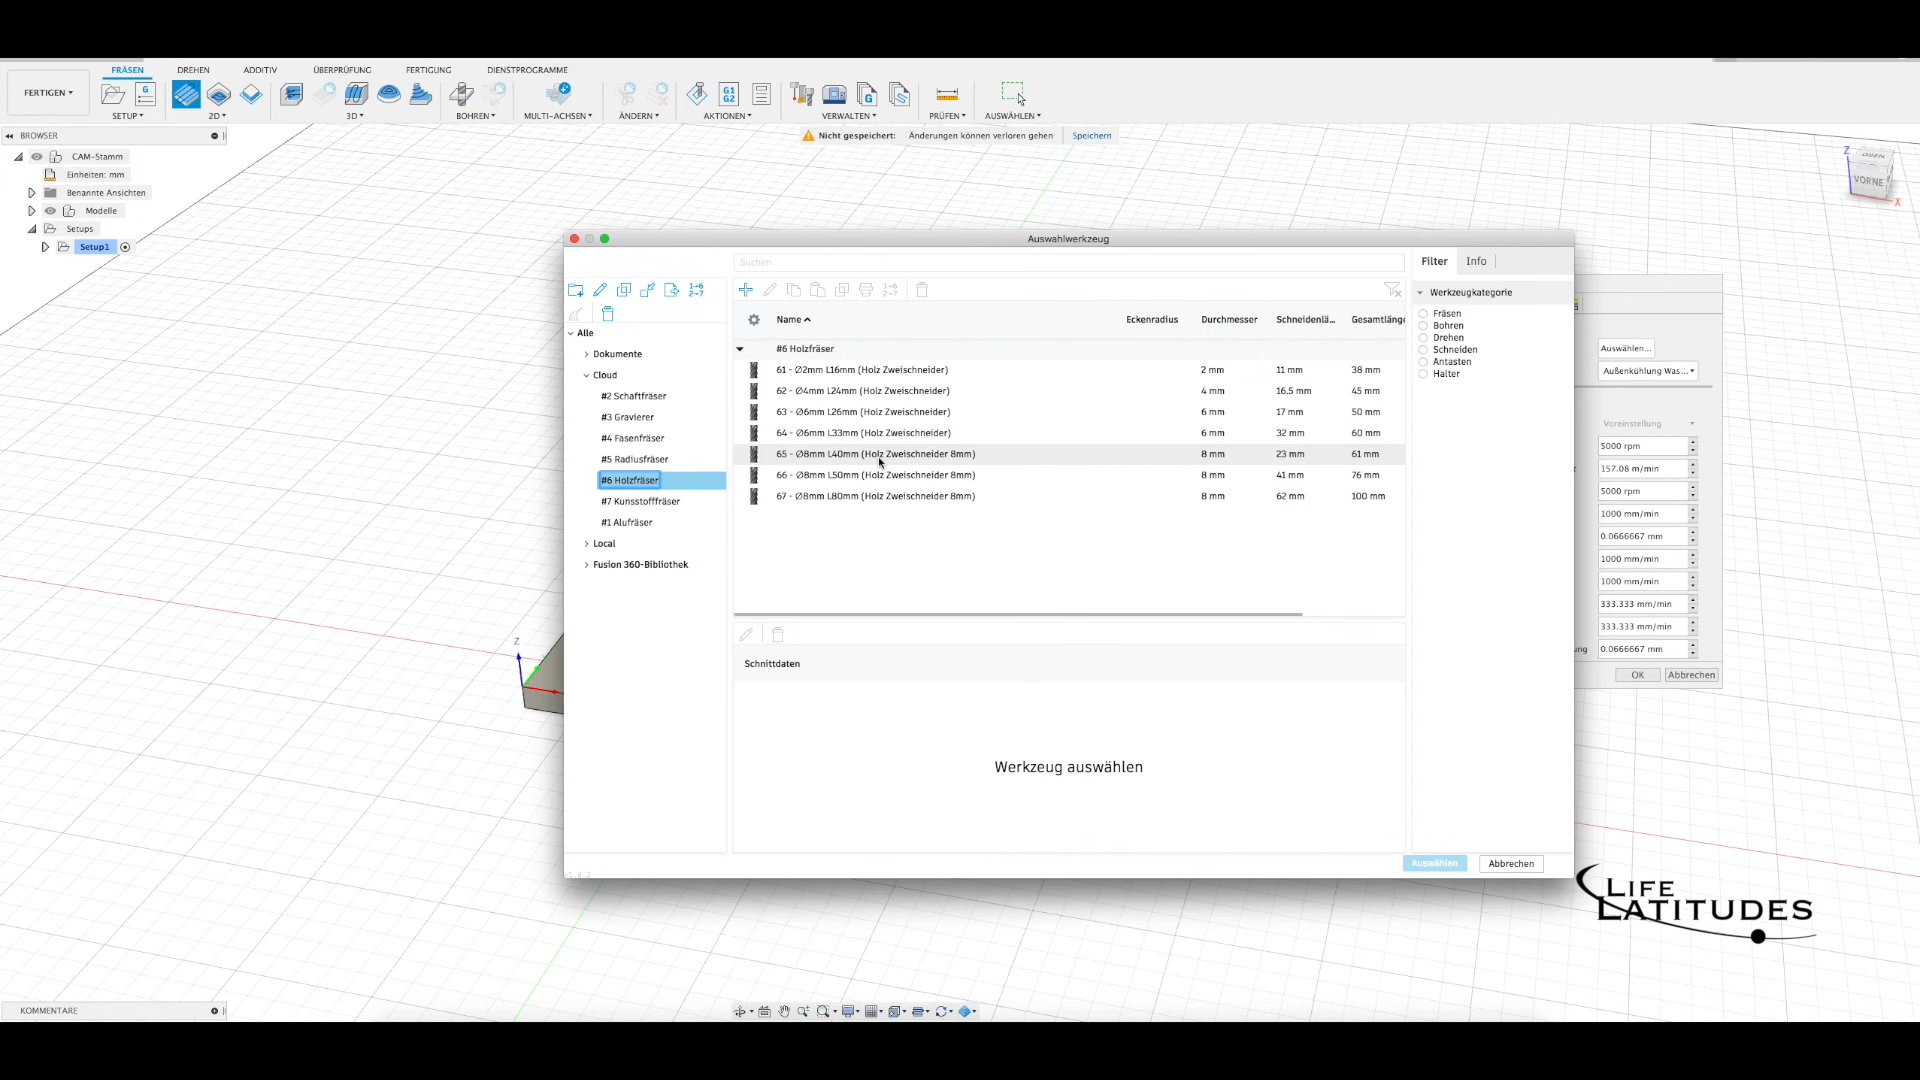 FRÄSEN DREHEN ADDITIV ÜBERPRÜFUNG FERTIGUNG DIENSTPROGRAMME
FERTIGEN
G G1 G2 G
SETUP 2D 3D BOHREN MULTI-ACHSEN ÄNDERN AKTIONEN VERWALTEN PRÜFEN AUSWÄHLEN
BROWSER
Nicht gespeichert: Änderungen können verloren gehen Speichern
CAM-Stamm
Einheiten: mm
Benannte Ansichten
Modelle
Setups
Setup1
Z
OBEN
VORNE
X
Auswahlwerkzeug
Suchen
Filter Info
Werkzeugkategorie
Fräsen
Bohren
Drehen
Schneiden
Antasten
Halter
Alle
Dokumente
Cloud
#2 Schaftfräser
#3 Gravierer
#4 Fasenfräser
#5 Radiusfräser
#6 Holzfräser
#7 Kunsstofffräser
#1 Alufräser
Local
Fusion 360-Bibliothek
Name Eckenradius Durchmesser Schneidenlä... Gesamtlänge
#6 Holzfräser
61 - Ø2mm L16mm (Holz Zweischneider) 2 mm 11 mm 38 mm
62 - Ø4mm L24mm (Holz Zweischneider) 4 mm 16.5 mm 45 mm
63 - Ø6mm L26mm (Holz Zweischneider) 6 mm 17 mm 50 mm
64 - Ø6mm L33mm (Holz Zweischneider) 6 mm 32 mm 60 mm
65 - Ø8mm L40mm (Holz Zweischneider 8mm) 8 mm 23 mm 61 mm
66 - Ø8mm L50mm (Holz Zweischneider 8mm) 8 mm 41 mm 76 mm
67 - Ø8mm L80mm (Holz Zweischneider 8mm) 8 mm 62 mm 100 mm
Schnittdaten
Werkzeug auswählen
Auswählen Abbrechen
Auswählen...
Außenkühlung Was...
Voreinstellung
5000 rpm
157.08 m/min
5000 rpm
1000 mm/min
0.0666667 mm
1000 mm/min
1000 mm/min
333.333 mm/min
333.333 mm/min
ung 0.0666667 mm
OK Abbrechen
Z
LIFE
LATITUDES
KOMMENTARE